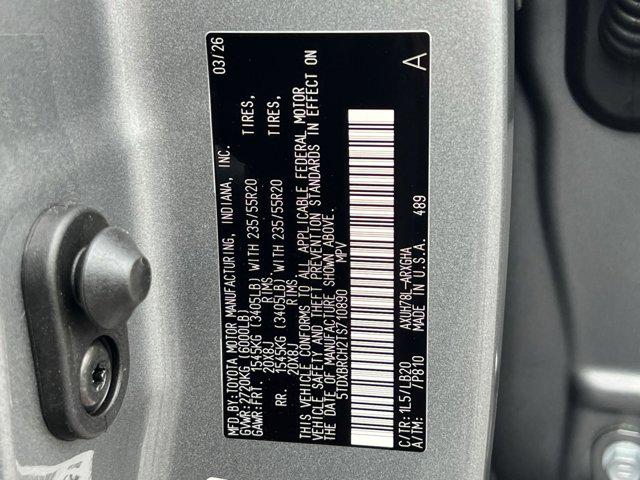 MFD.BY:TOYOTA MOTOR MANUFACTURING, INDIANA, INC. 03/26
GVWR:2720KG (6000LB)
GAWR:FRT. 1545KG (3405LB) WITH 235/55R20 TIRES,
20X8J RIMS.
RR. 1545KG (3405LB) WITH 235/55R20 TIRES,
20X8J RIMS.
THIS VEHICLE CONFORMS TO ALL APPLICABLE FEDERAL MOTOR
VEHICLE SAFETY AND THEFT PREVENTION STANDARDS IN EFFECT ON
THE DATE OF MANUFACTURE SHOWN ABOVE.
5TDXBRCH2TS710890 MPV
C/TR:1L5/LB20 AXUH78L-ARXGHA A
A/TM: /P810 MADE IN U.S.A. 489